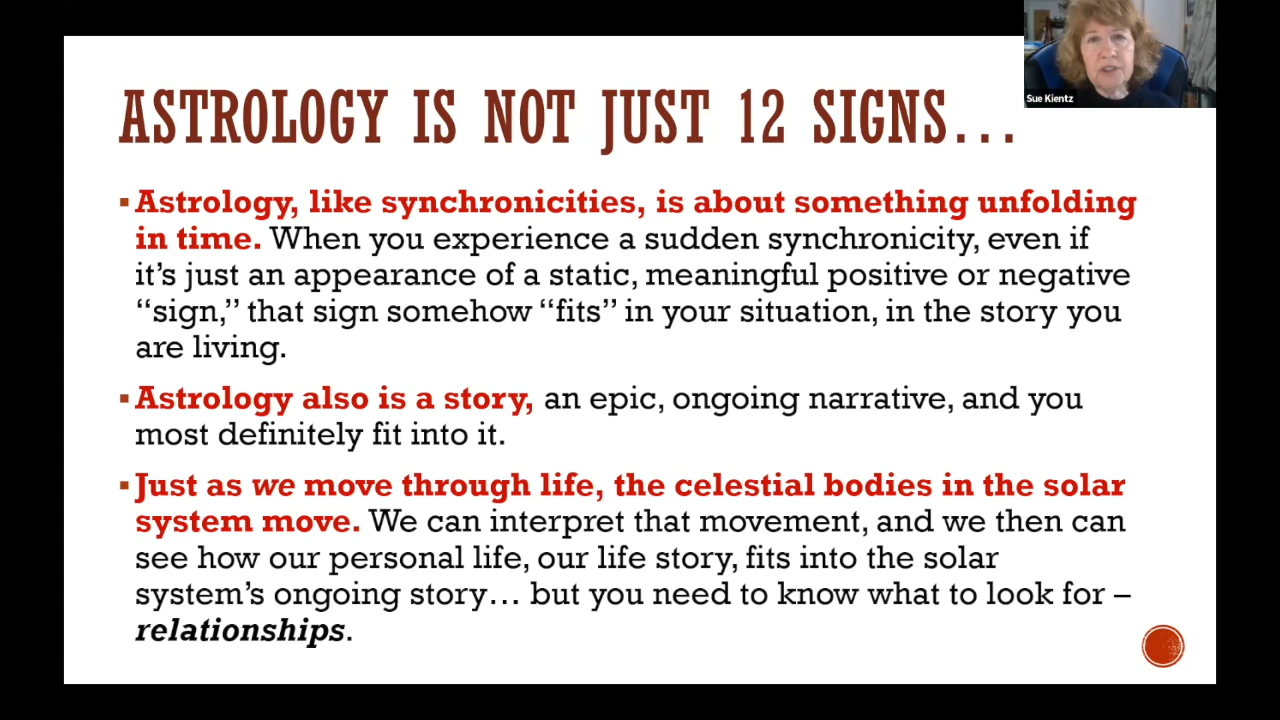 ASTROLOGY IS NOT JUST 12 SIGNS...
Sue Kientz
▪Astrology, like synchronicities, is about something unfolding
in time. When you experience a sudden synchronicity, even if
it’s just an appearance of a static, meaningful positive or negative
“sign,” that sign somehow “fits” in your situation, in the story you
are living.
▪Astrology also is a story, an epic, ongoing narrative, and you
most definitely fit into it.
▪Just as we move through life, the celestial bodies in the solar
system move. We can interpret that movement, and we then can
see how our personal life, our life story, fits into the solar
system’s ongoing story… but you need to know what to look for –
relationships.